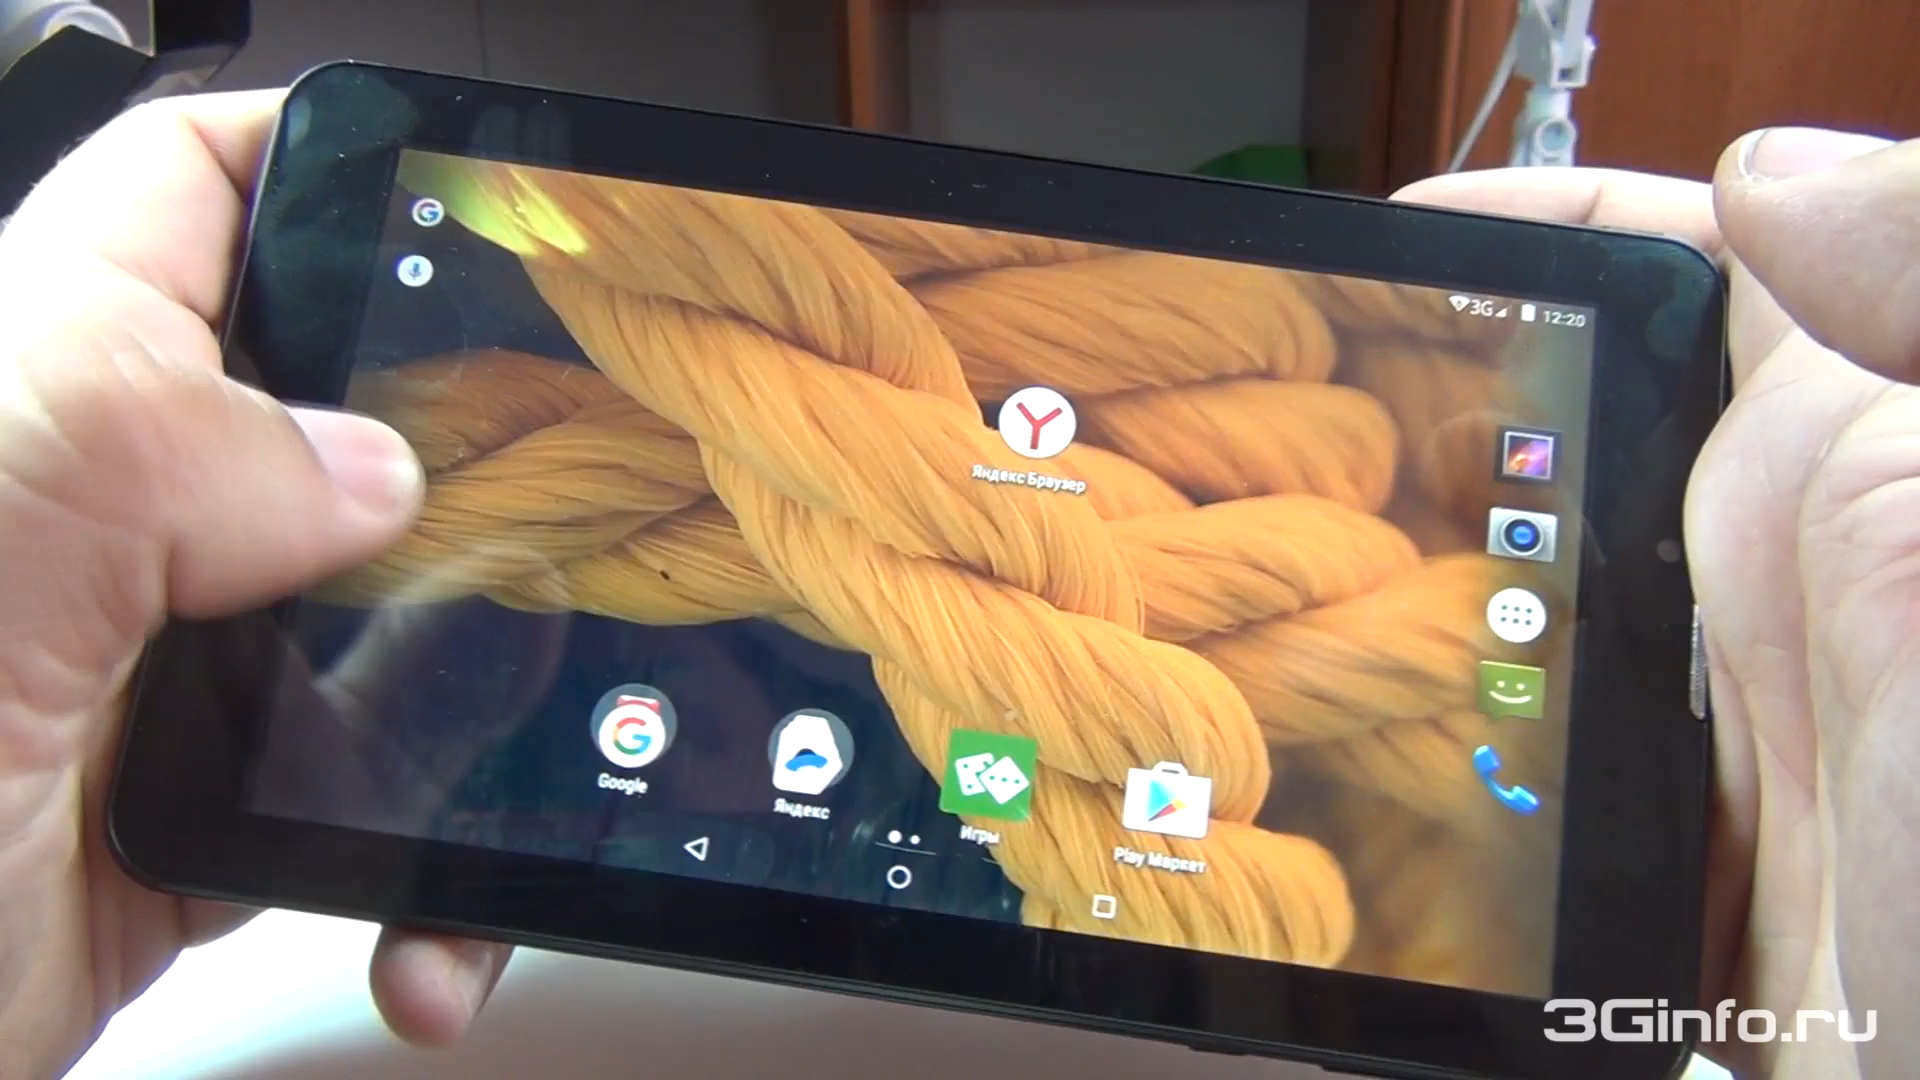 3G 12:20
Яндекс Браузер
Google
Яндекс
Игры
Play Маркет
3Ginfo.ru